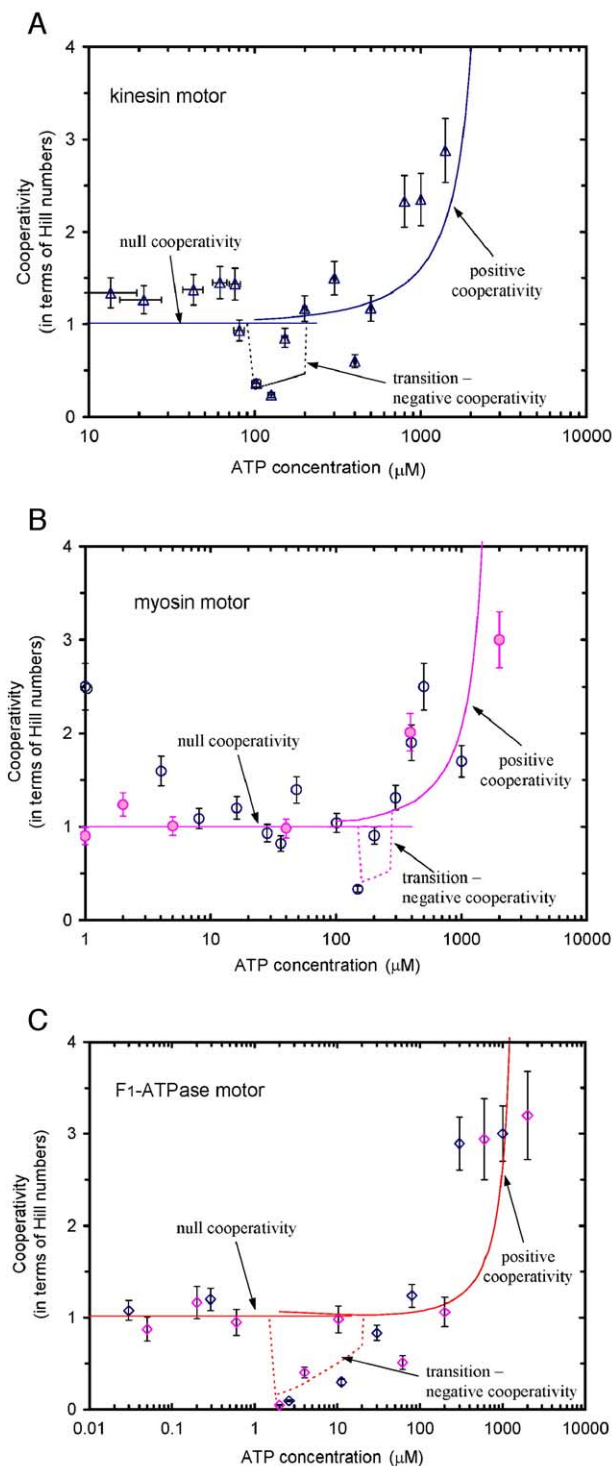 A
4
kinesin motor
3
Cooperativity
(in terms of Hill numbers)
null cooperativity
2
positive
cooperativity
1
transition –
negative cooperativity
0
10 100 1000 10000
ATP concentration (μM)
B
4
myosin motor
3
Cooperativity
(in terms of Hill numbers)
null cooperativity
2
positive
cooperativity
1
transition –
negative cooperativity
0
1 10 100 1000 10000
ATP concentration (μM)
C
4
F1-ATPase motor
3
Cooperativity
(in terms of Hill numbers)
null cooperativity
2
positive
cooperativity
1
transition –
negative cooperativity
0
0.01 0.1 1 10 100 1000 10000
ATP concentration (μM)